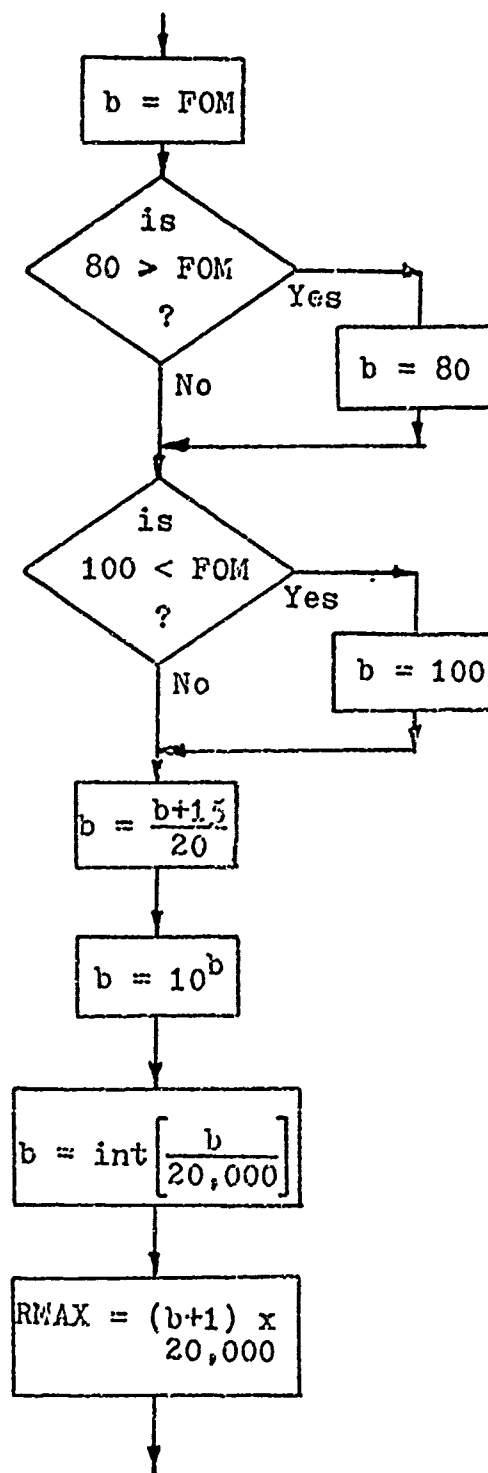 b = FOM
is
80 > FOM
?
Yes
b = 80
No
is
100 < FOM
?
Yes
b = 100
No
b = b+15
20
b = 10^b
b = int[b
20,000]
RMAX = (b+1) x
20,000